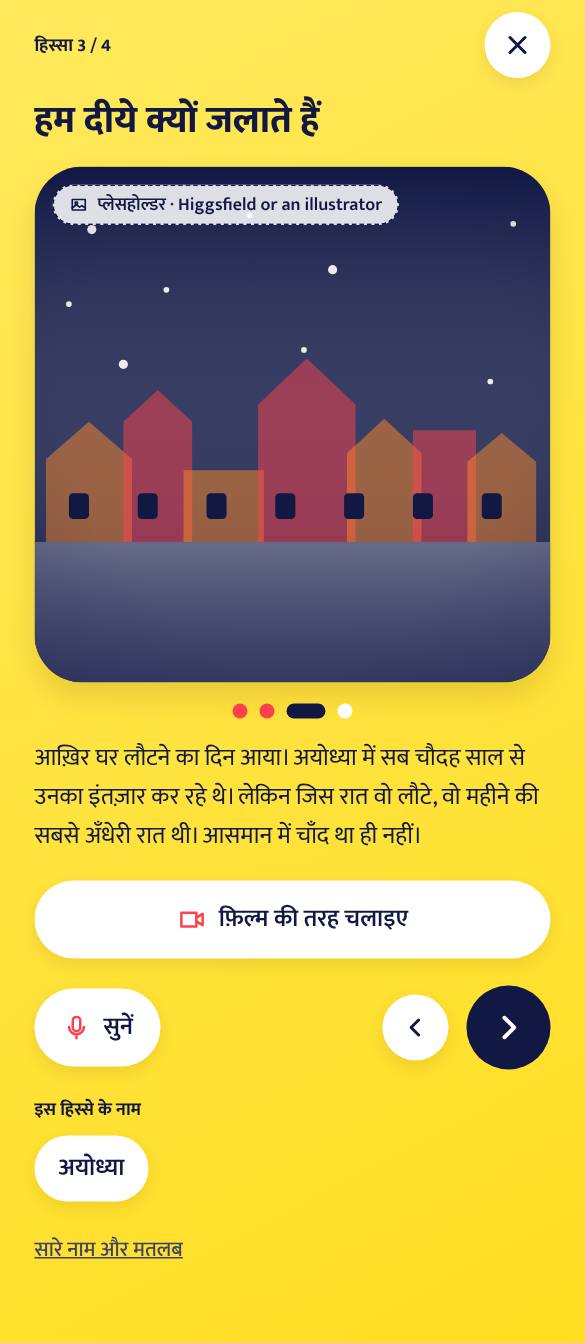 हिस्सा 3 / 4
हम दीये क्यों जलाते हैं
प्लेसहोल्डर · Higgsfield or an illustrator
आख़िर घर लौटने का दिन आया। अयोध्या में सब चौदह साल से
उनका इंतज़ार कर रहे थे। लेकिन जिस रात वो लौटे, वो महीने की
सबसे अँधेरी रात थी। आसमान में चाँद था ही नहीं।
फ़िल्म की तरह चलाइए
सुनें
इस हिस्से के नाम
अयोध्या
सारे नाम और मतलब